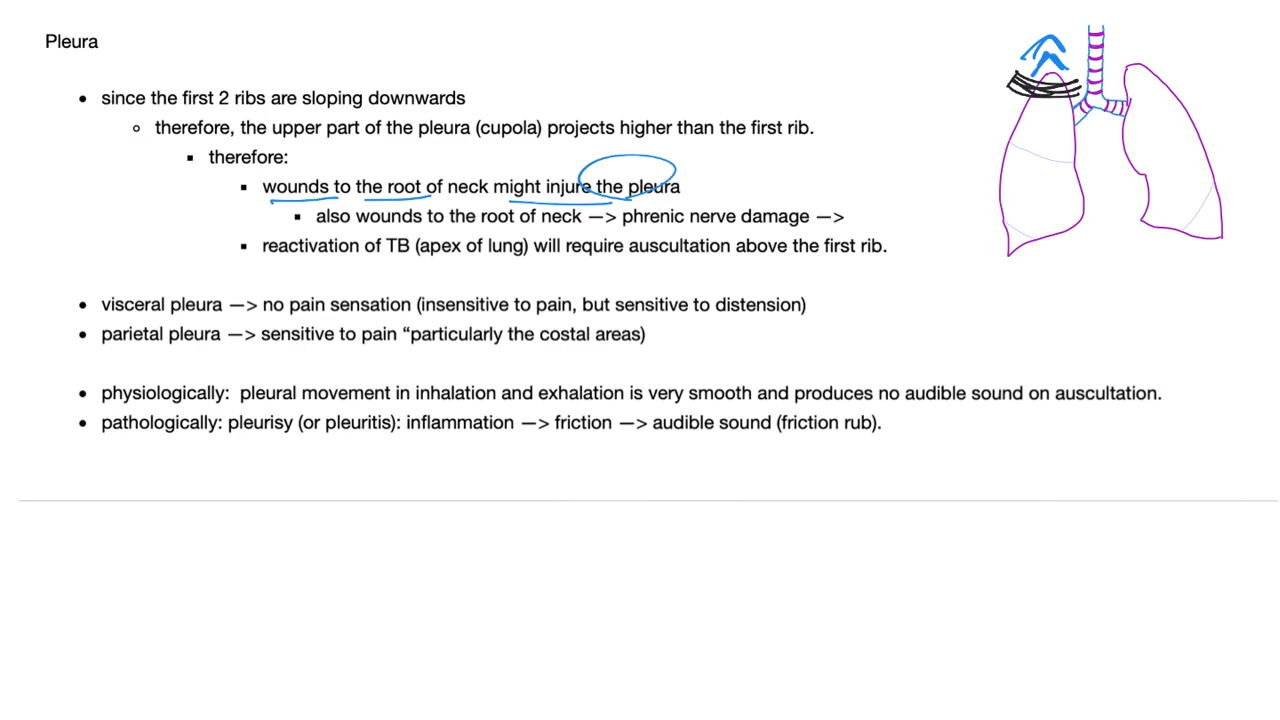 Pleura
• since the first 2 ribs are sloping downwards
◦ therefore, the upper part of the pleura (cupola) projects higher than the first rib.
▪ therefore:
▪ wounds to the root of neck might injure the pleura
▪ also wounds to the root of neck —> phrenic nerve damage —>
▪ reactivation of TB (apex of lung) will require auscultation above the first rib.
• visceral pleura —> no pain sensation (insensitive to pain, but sensitive to distension)
• parietal pleura —> sensitive to pain “particularly the costal areas)
• physiologically:  pleural movement in inhalation and exhalation is very smooth and produces no audible sound on auscultation.
• pathologically: pleurisy (or pleuritis): inflammation —> friction —> audible sound (friction rub).